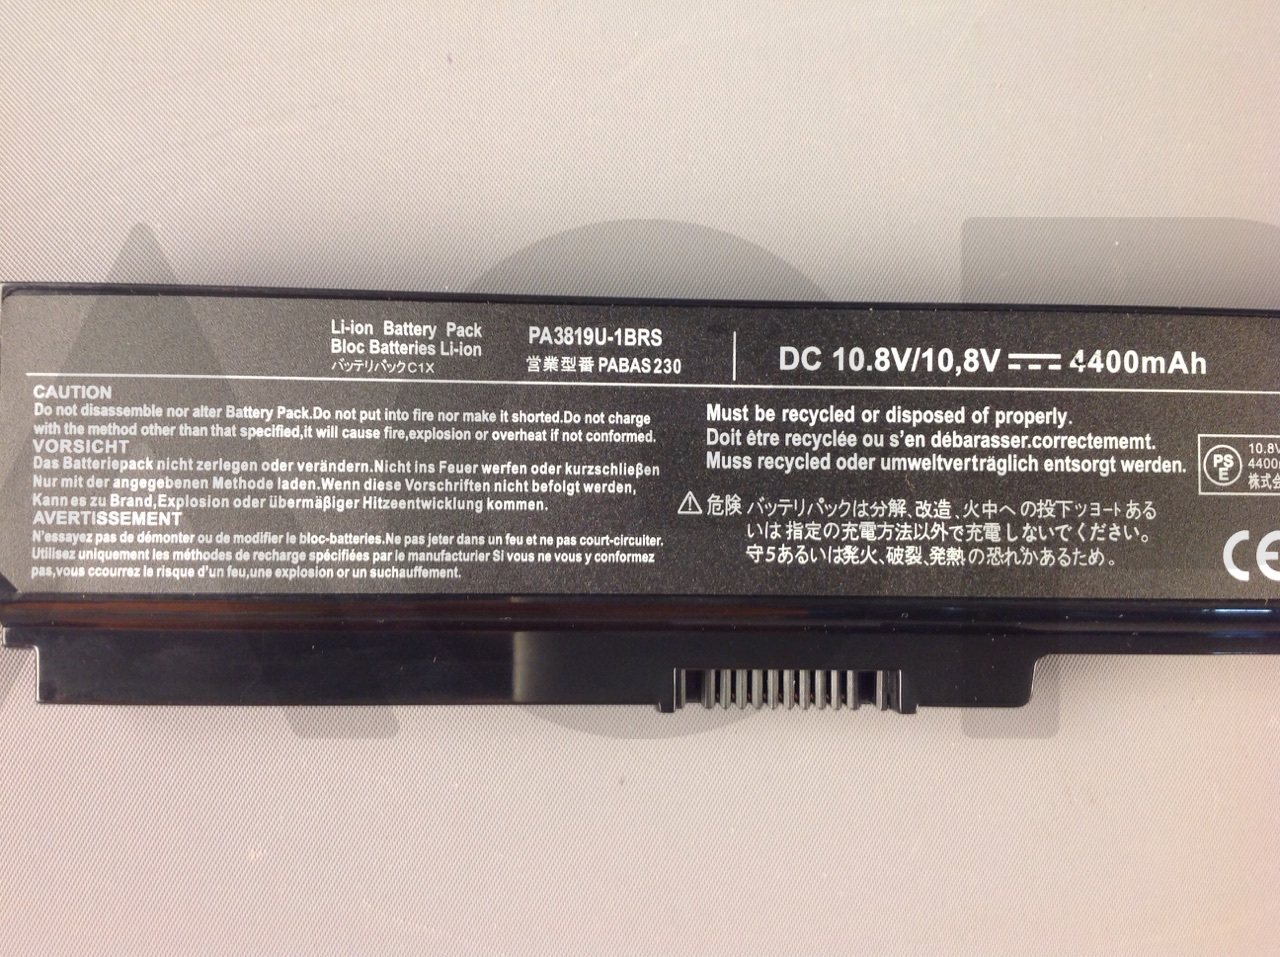 Li-ion Battery Pack
Bloc Batteries Li-ion
バッテリパックC1X
PA3819U-1BRS
営業型番 PABAS230
DC 10.8V/10,8V 4400mAh
CAUTION
Do not disassemble nor alter Battery Pack.Do not put into fire nor make it shorted.Do not charge
with the method other than that specified,it will cause fire,explosion or overheat if not conformed.
VORSICHT
Das Batteriepack nicht zerlegen oder verändern.Nicht ins Feuer werfen oder kurzschließen
Nur mit der angegebenen Methode laden.Wenn diese Vorschriften nicht befolgt werden,
Kann es zu Brand,Explosion oder übermäßiger Hitzeentwicklung kommen.
AVERTISSEMENT
N'essayez pas de démonter ou de modifier le bloc-batteries.Ne pas jeter dans un feu et ne pas court-circuiter.
Utilisez uniquement les méthodes de recharge spécifiées par le manufacturier Si vous ne vous y conformez
pas,vous ccourrez le risque d'un feu,une explosion or un suchauffement.
Must be recycled or disposed of properly.
Doit être recyclée ou s'en débarasser.correctememt.
Muss recycled oder umweltverträglich entsorgt werden.
危険 バッテリパックは分解、改造、火中への投下ッョートある
いは指定の充電方法以外で充電しないでください。
守5あるいは発火、破裂、発熱の恐れかあるため。
PSE
10.8V
4400
株式会
CE